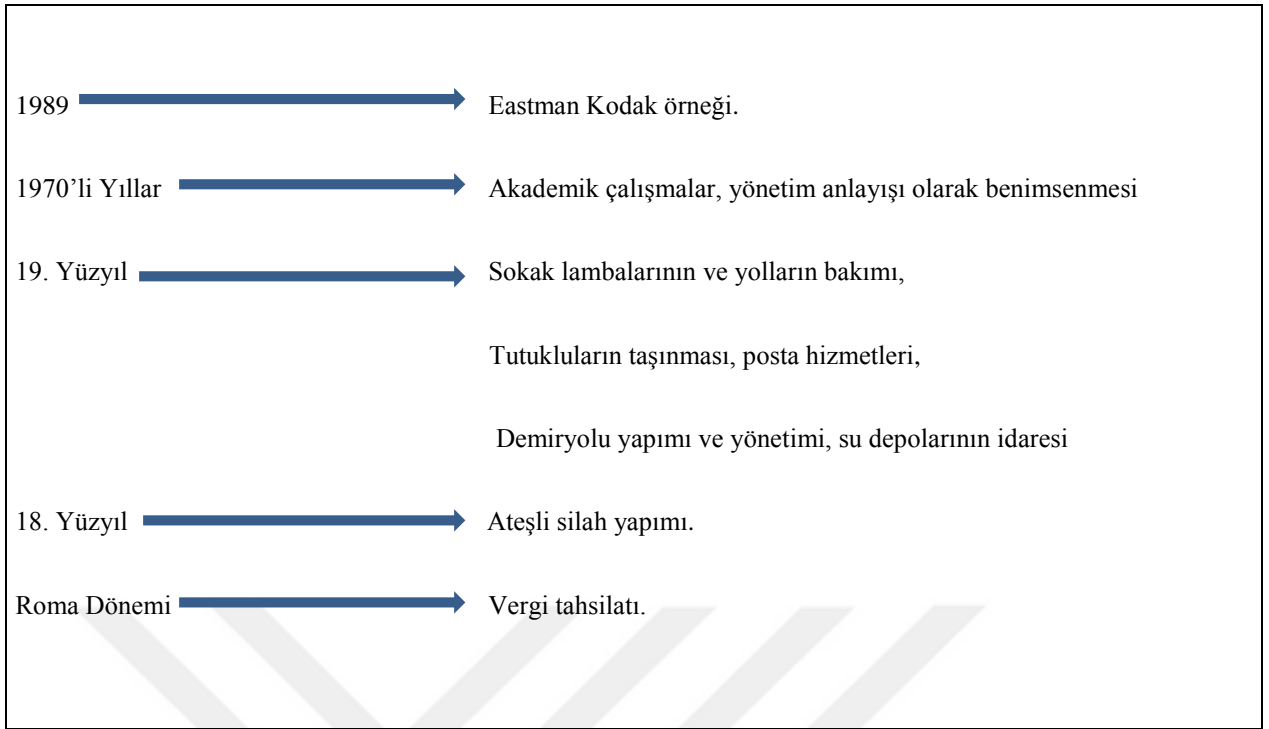 1989 Eastman Kodak örneği.
1970’li Yıllar Akademik çalışmalar, yönetim anlayışı olarak benimsenmesi
19. Yüzyıl Sokak lambalarının ve yolların bakımı,
Tutukluların taşınması, posta hizmetleri,
Demiryolu yapımı ve yönetimi, su depolarının idaresi
18. Yüzyıl Ateşli silah yapımı.
Roma Dönemi Vergi tahsilatı.